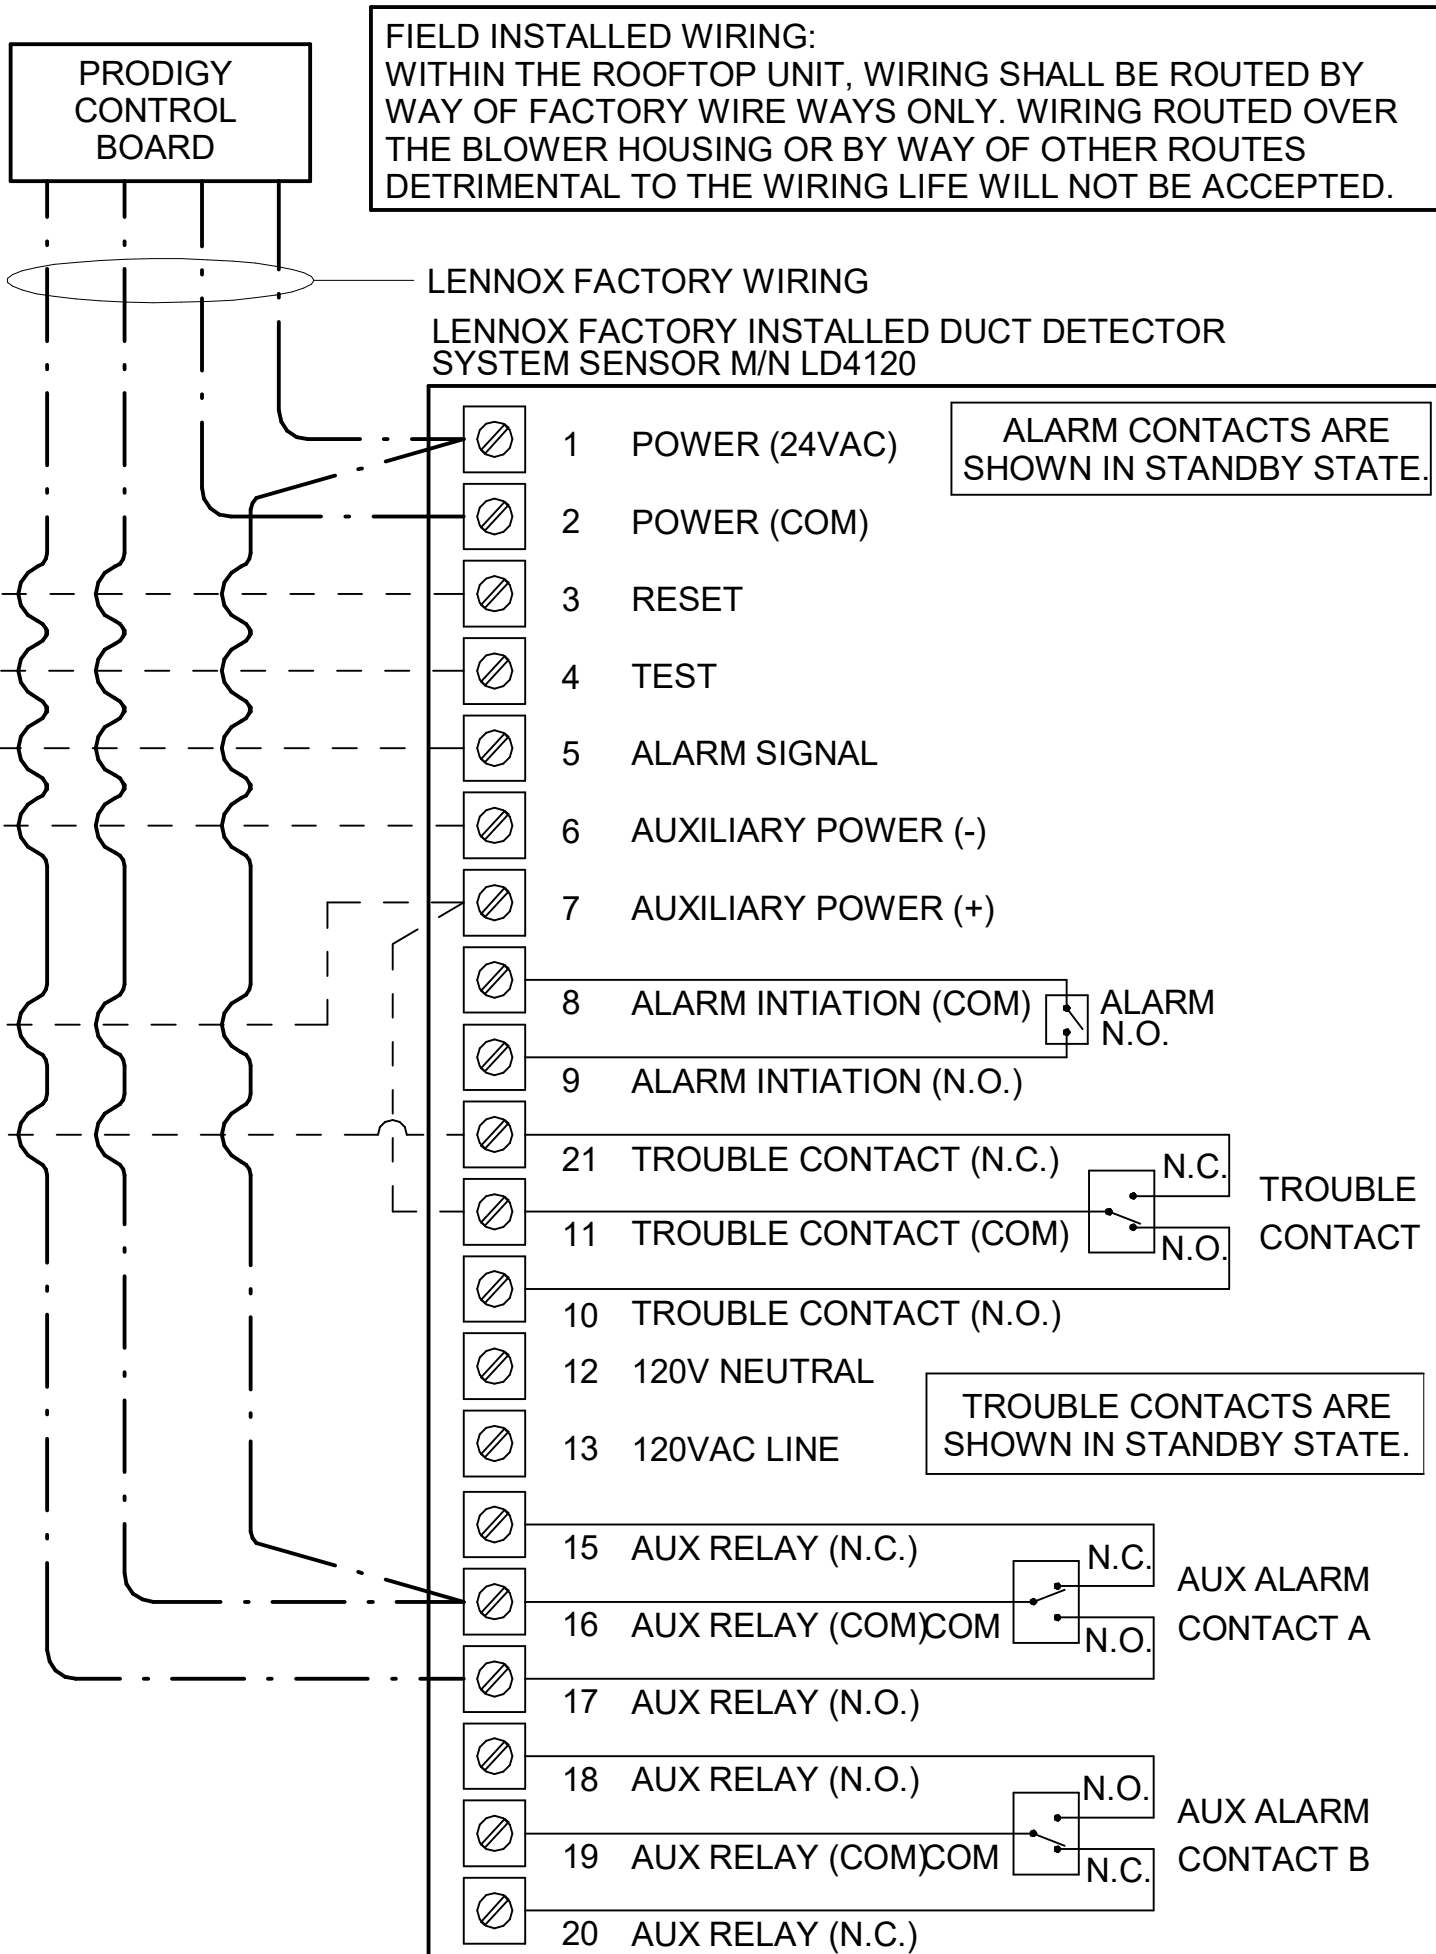 PRODIGY
CONTROL
BOARD
FIELD INSTALLED WIRING:
WITHIN THE ROOFTOP UNIT, WIRING SHALL BE ROUTED BY
WAY OF FACTORY WIRE WAYS ONLY. WIRING ROUTED OVER
THE BLOWER HOUSING OR BY WAY OF OTHER ROUTES
DETRIMENTAL TO THE WIRING LIFE WILL NOT BE ACCEPTED.
LENNOX FACTORY WIRING
LENNOX FACTORY INSTALLED DUCT DETECTOR
SYSTEM SENSOR M/N LD4120
ALARM CONTACTS ARE
SHOWN IN STANDBY STATE.
1 POWER (24VAC)
2 POWER (COM)
3 RESET
4 TEST
5 ALARM SIGNAL
6 AUXILIARY POWER (-)
7 AUXILIARY POWER (+)
8 ALARM INTIATION (COM)
ALARM
N.O.
9 ALARM INTIATION (N.O.)
21 TROUBLE CONTACT (N.C.)
N.C.
TROUBLE
CONTACT
11 TROUBLE CONTACT (COM)
N.O.
10 TROUBLE CONTACT (N.O.)
12 120V NEUTRAL
13 120VAC LINE
TROUBLE CONTACTS ARE
SHOWN IN STANDBY STATE.
15 AUX RELAY (N.C.)
N.C.
AUX ALARM
CONTACT A
16 AUX RELAY (COM) COM
N.O.
17 AUX RELAY (N.O.)
18 AUX RELAY (N.O.)
N.O.
AUX ALARM
CONTACT B
19 AUX RELAY (COM) COM
N.C.
20 AUX RELAY (N.C.)